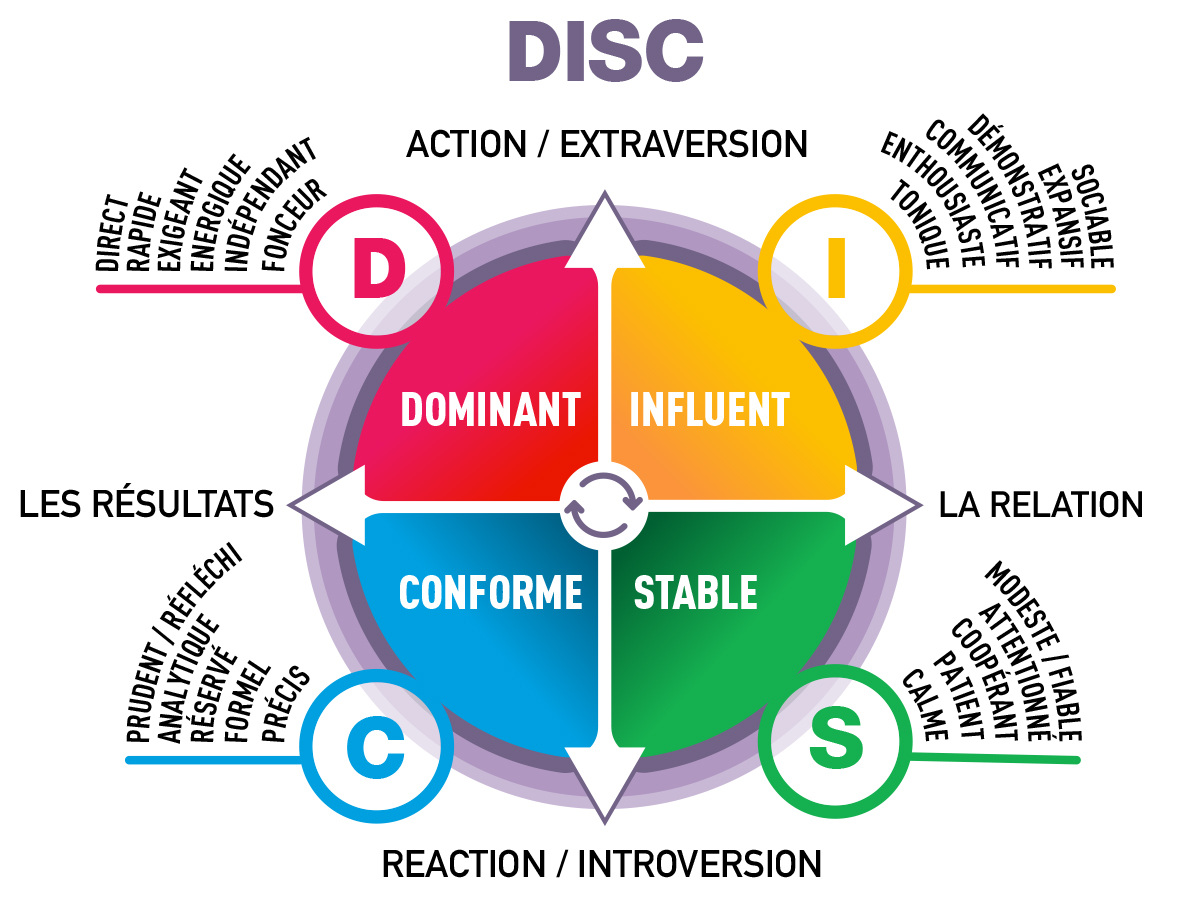 DISC
ACTION / EXTRAVERSION
DIRECT
RAPIDE
EXIGEANT
ENERGIQUE
INDÉPENDANT
FONCEUR
D
TONIQUE
ENTHOUSIASTE
COMMUNICATIF
DÉMONSTRATIF
EXPANSIF
SOCIABLE
I
DOMINANT
INFLUENT
LES RÉSULTATS
LA RELATION
CONFORME
STABLE
PRUDENT / RÉFLÉCHI
ANALYTIQUE
RÉSERVÉ
FORMEL
PRÉCIS
C
CALME
PATIENT
COOPÉRANT
ATTENTIONNÉ
MODESTE / FIABLE
S
REACTION / INTROVERSION